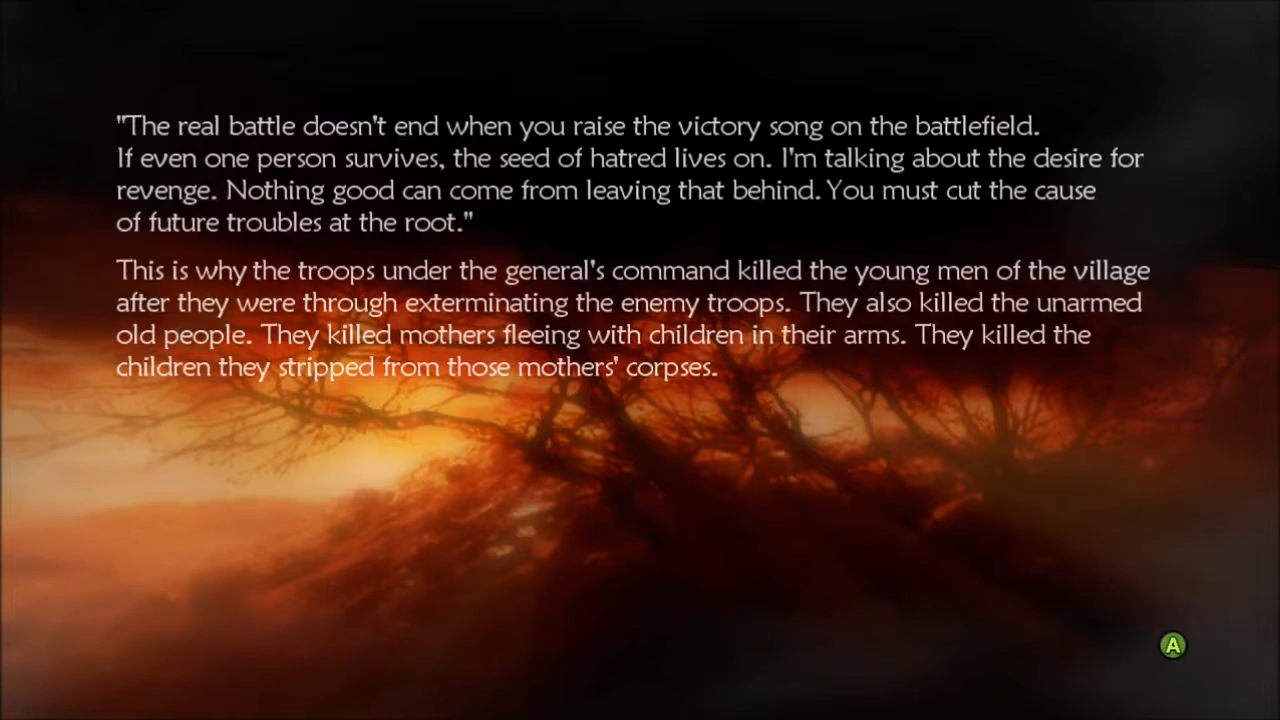 "The real battle doesn't end when you raise the victory song on the battlefield.
If even one person survives, the seed of hatred lives on. I'm talking about the desire for
revenge. Nothing good can come from leaving that behind. You must cut the cause
of future troubles at the root."
This is why the troops under the general's command killed the young men of the village
after they were through exterminating the enemy troops. They also killed the unarmed
old people. They killed mothers fleeing with children in their arms. They killed the
children they stripped from those mothers' corpses.
A